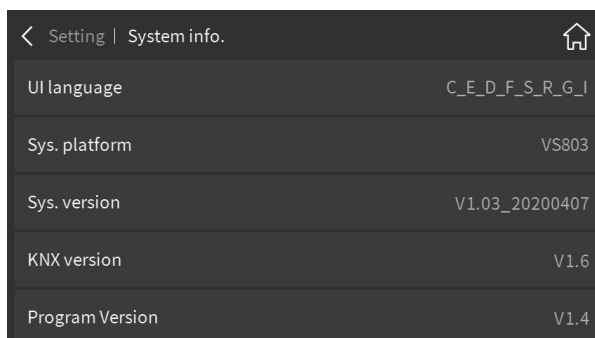 Setting | System info.
UI language C_E_D_F_S_R_G_I
Sys. platform VS803
Sys. version V1.03_20200407
KNX version V1.6
Program Version V1.4